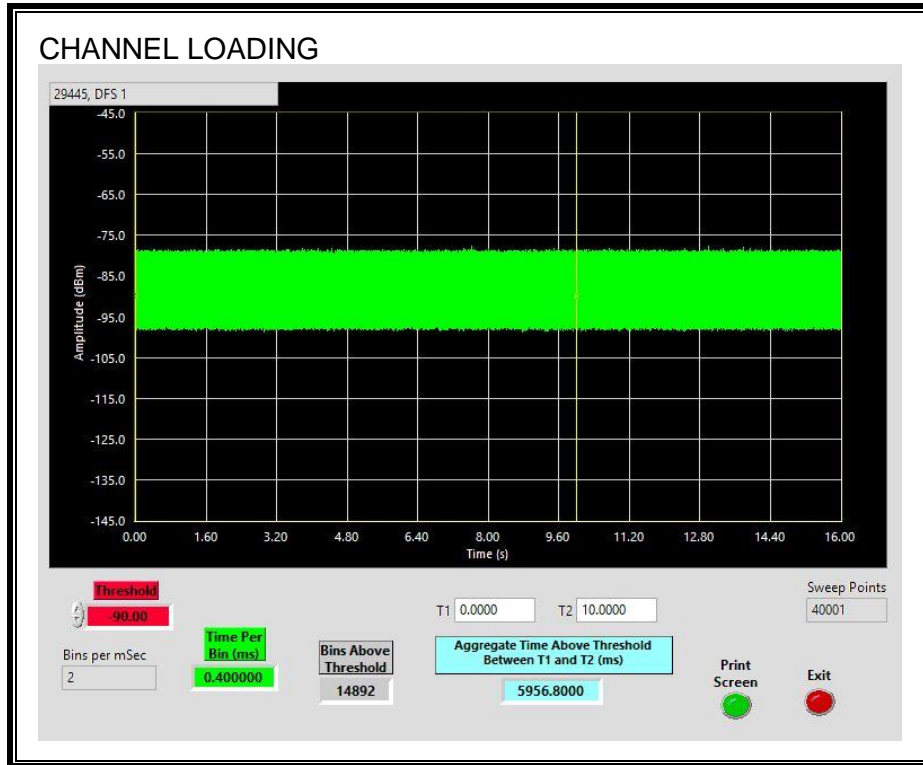 CHANNEL LOADING
29445, DFS 1
-45.0
-55.0
-65.0
-75.0
-85.0
-95.0
-105.0
-115.0
-125.0
-135.0
-145.0
Amplitude (dBm)
0.00 1.60 3.20 4.80 6.40 8.00 9.60 11.20 12.80 14.40 16.00
Time (s)
Threshold
-90.00
Bins per mSec
2
Time Per
Bin (ms)
0.400000
Bins Above
Threshold
14892
T1 0.0000 T2 10.0000
Aggregate Time Above Threshold
Between T1 and T2 (ms)
5956.8000
Sweep Points
40001
Print
Screen
Exit